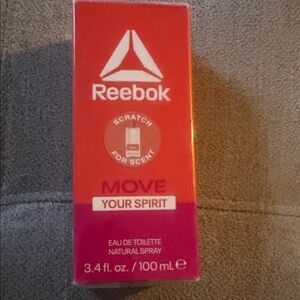 Reebok
SCRATCH
FOR SCENT
MOVE
YOUR SPIRIT
EAU DE TOILETTE
NATURAL SPRAY
3.4 fl. oz. / 100 mL ℮